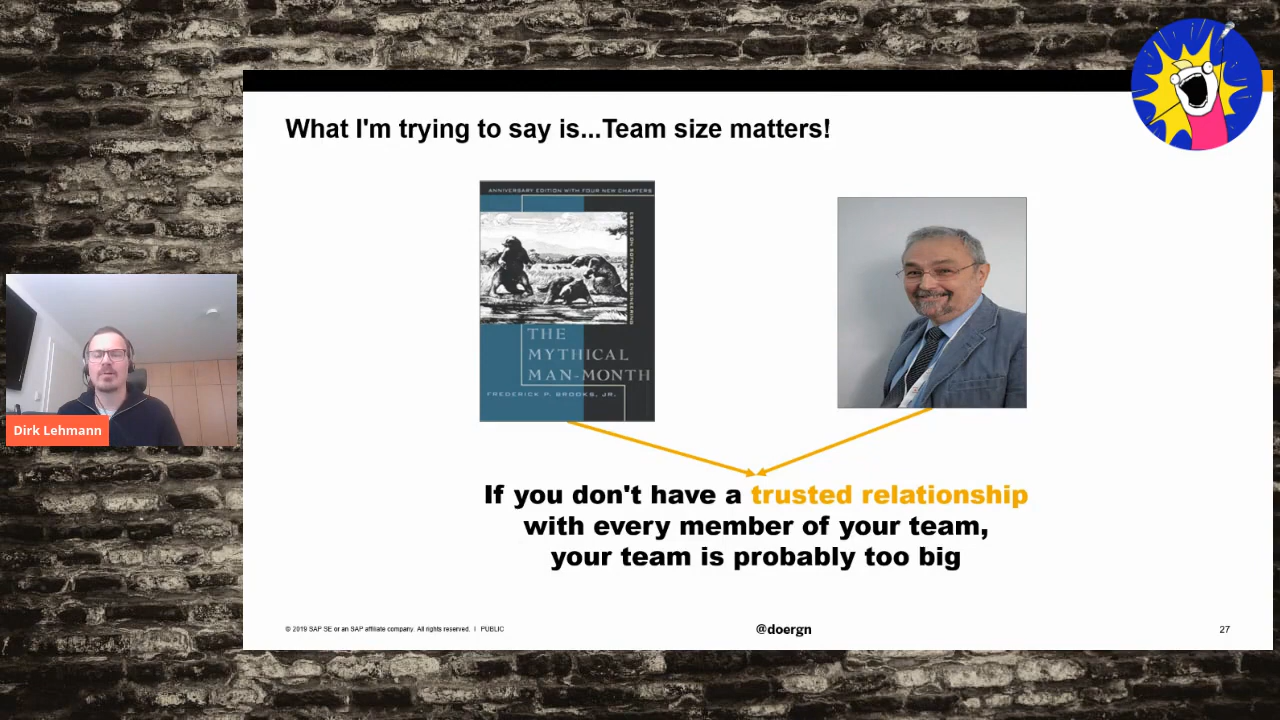 What I'm trying to say is...Team size matters!
ANNIVERSARY EDITION WITH FOUR NEW CHAPTERS
ESSAYS ON SOFTWARE ENGINEERING
THE
MYTHICAL
MAN-MONTH
FREDERICK P. BROOKS, JR.
Dirk Lehmann
If you don't have a trusted relationship
with every member of your team,
your team is probably too big
© 2019 SAP SE or an SAP affiliate company. All rights reserved. I PUBLIC
@doergn
27